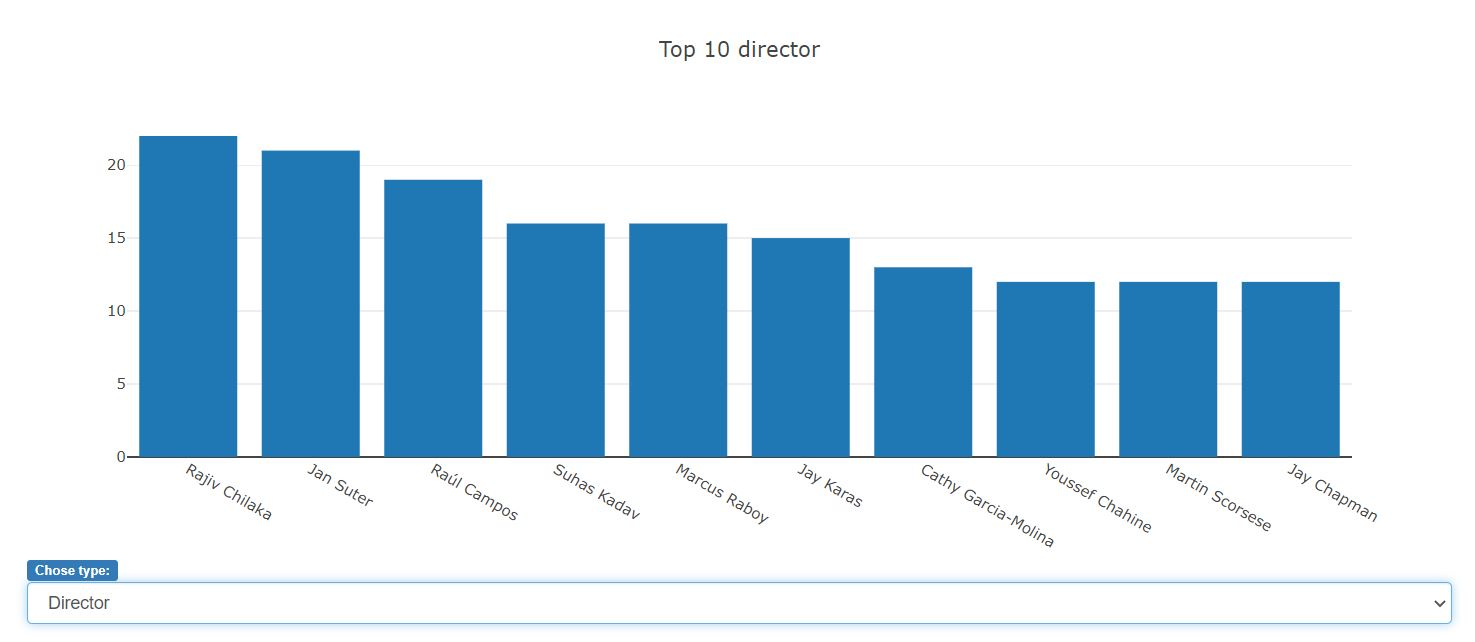 Top 10 director
20
15
10
5
0
Rajiv Chilaka
Jan Suter
Raúl Campos
Suhas Kadav
Marcus Raboy
Jay Karas
Cathy Garcia-Molina
Youssef Chahine
Martin Scorsese
Jay Chapman
Chose type:
Director